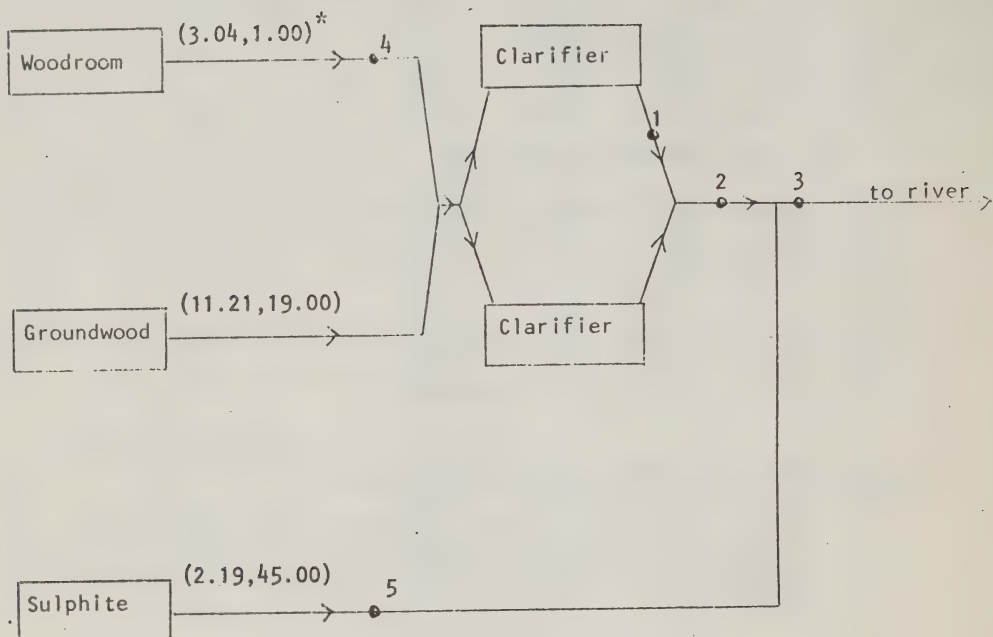 (3.04,1.00)*
4
Woodroom
Clarifier
1
2
3
to river
(11.21,19.00)
Groundwood
Clarifier
(2.19,45.00)
5
Sulphite